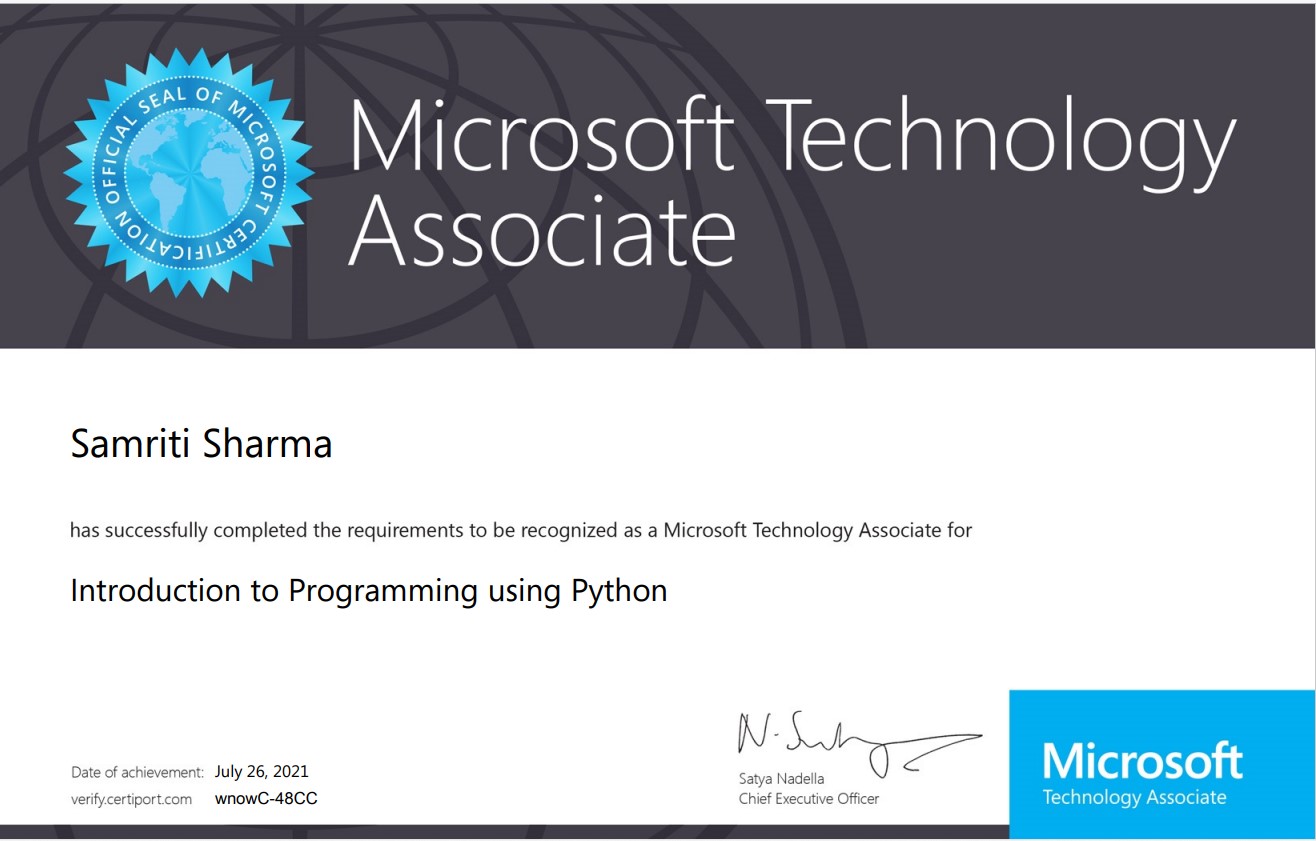 OFFICIAL SEAL OF MICROSOFT CERTIFICATION
Microsoft Technology
Associate
Samriti Sharma
has successfully completed the requirements to be recognized as a Microsoft Technology Associate for
Introduction to Programming using Python
N. Satya
Date of achievement: July 26, 2021
verify.certiport.com wnowC-48CC
Satya Nadella
Chief Executive Officer
Microsoft
Technology Associate